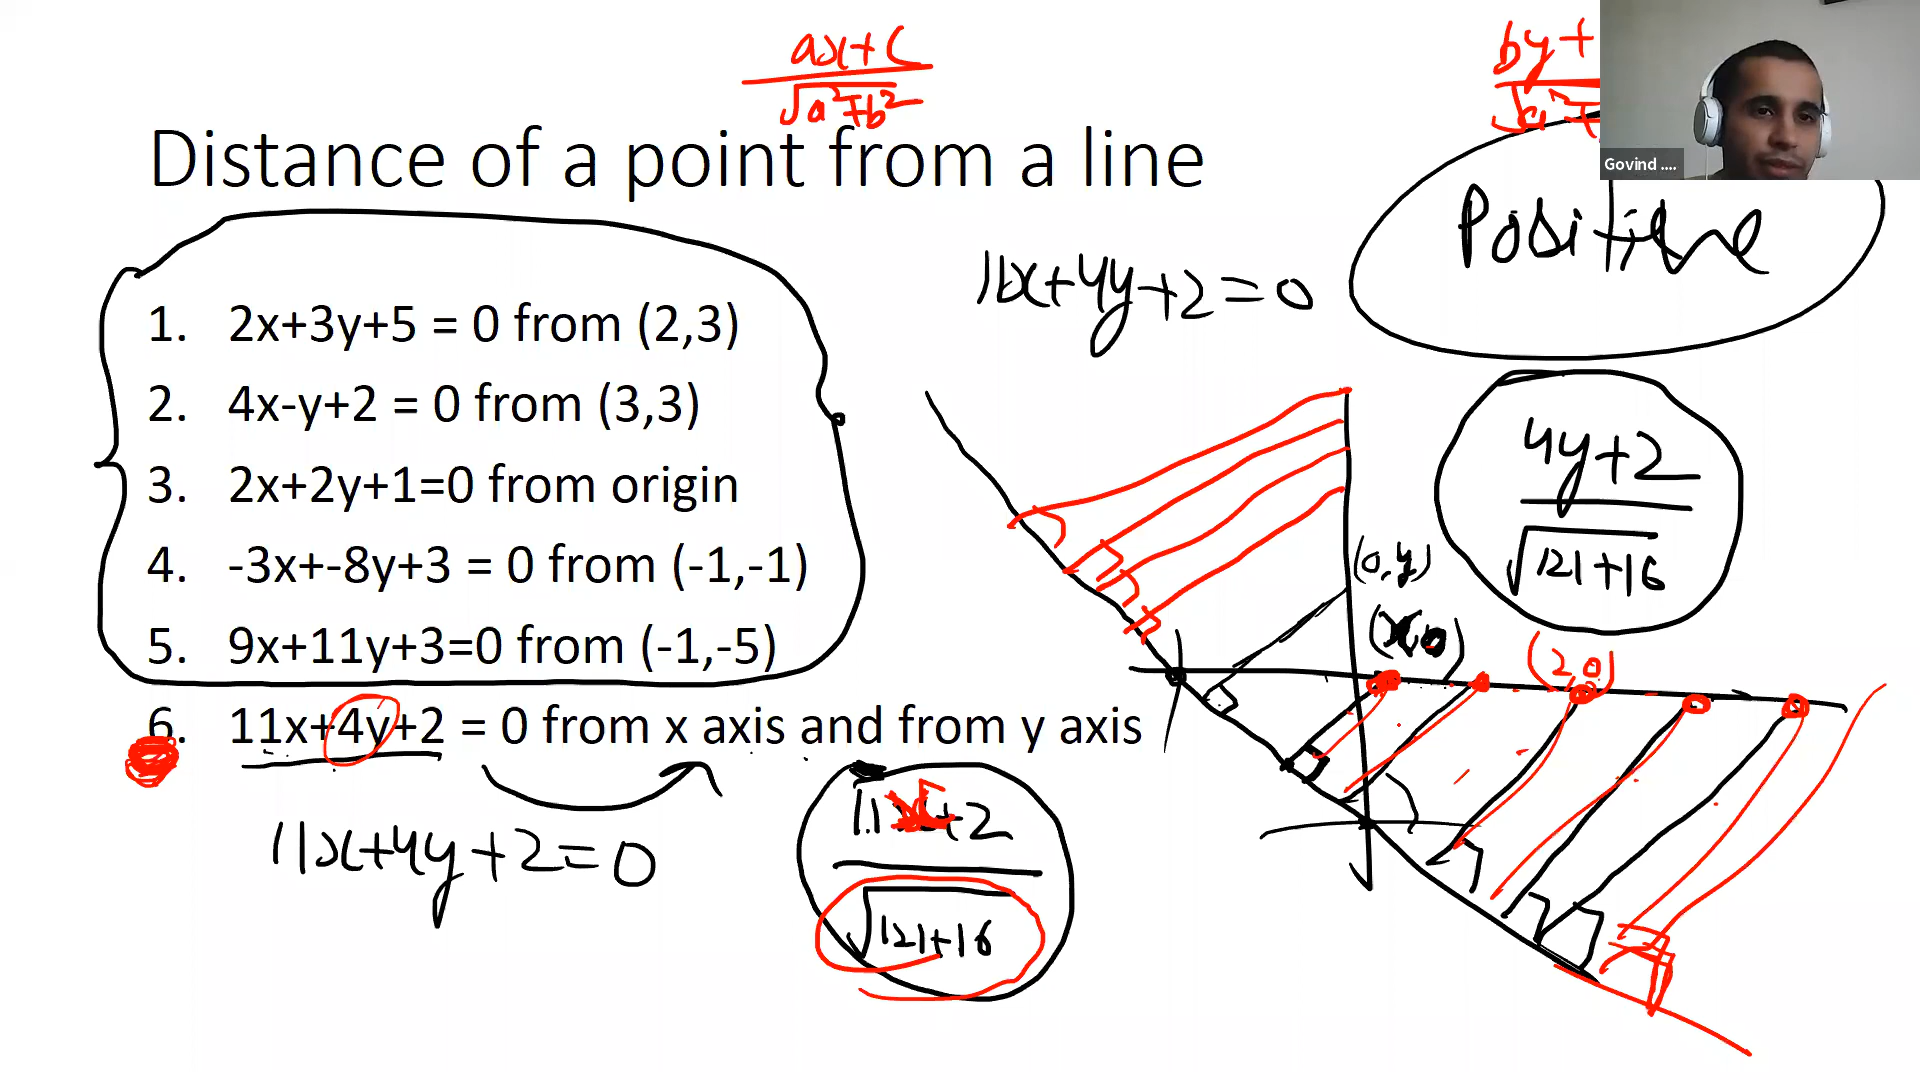 ax+c
√a²+b²
by+
Govind ....
Distance of a point from a line
Positive
11x+4y+2=0
1. 2x+3y+5 = 0 from (2,3)
2. 4x-y+2 = 0 from (3,3)
3. 2x+2y+1=0 from origin
4. -3x+-8y+3 = 0 from (-1,-1)
5. 9x+11y+3=0 from (-1,-5)
6. 11x+4y+2 = 0 from x axis and from y axis
4y+2
√121+16
(0,y)
(2,0)
11x+4y+2=0
11x+2
√121+16